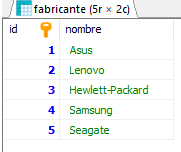 fabricante (5r × 2c)
id nombre
1 Asus
2 Lenovo
3 Hewlett-Packard
4 Samsung
5 Seagate